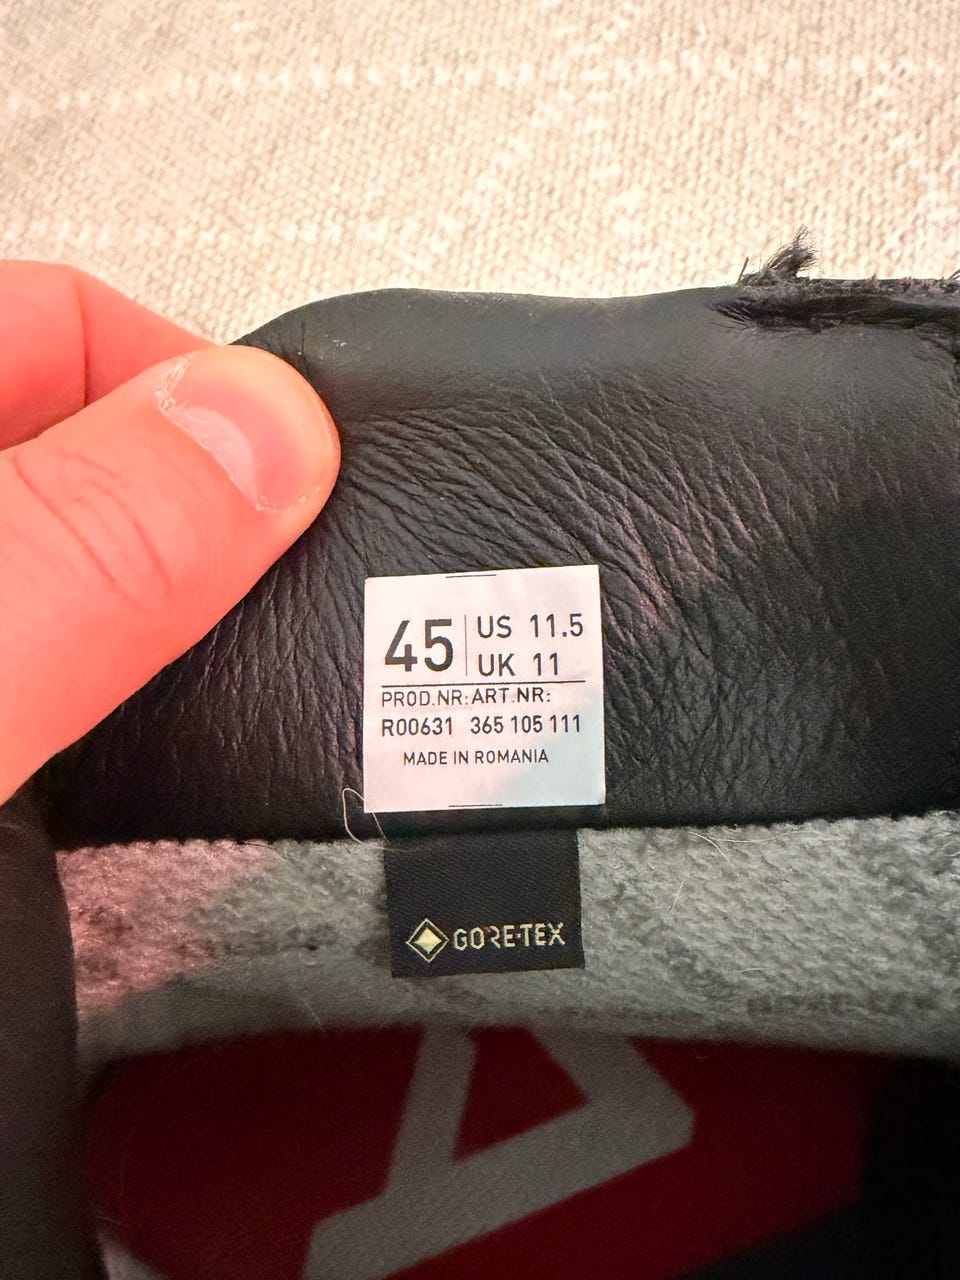 45 US 11.5
UK 11
PROD.NR: ART.NR:
R00631 365 105 111
MADE IN ROMANIA
GORE-TEX